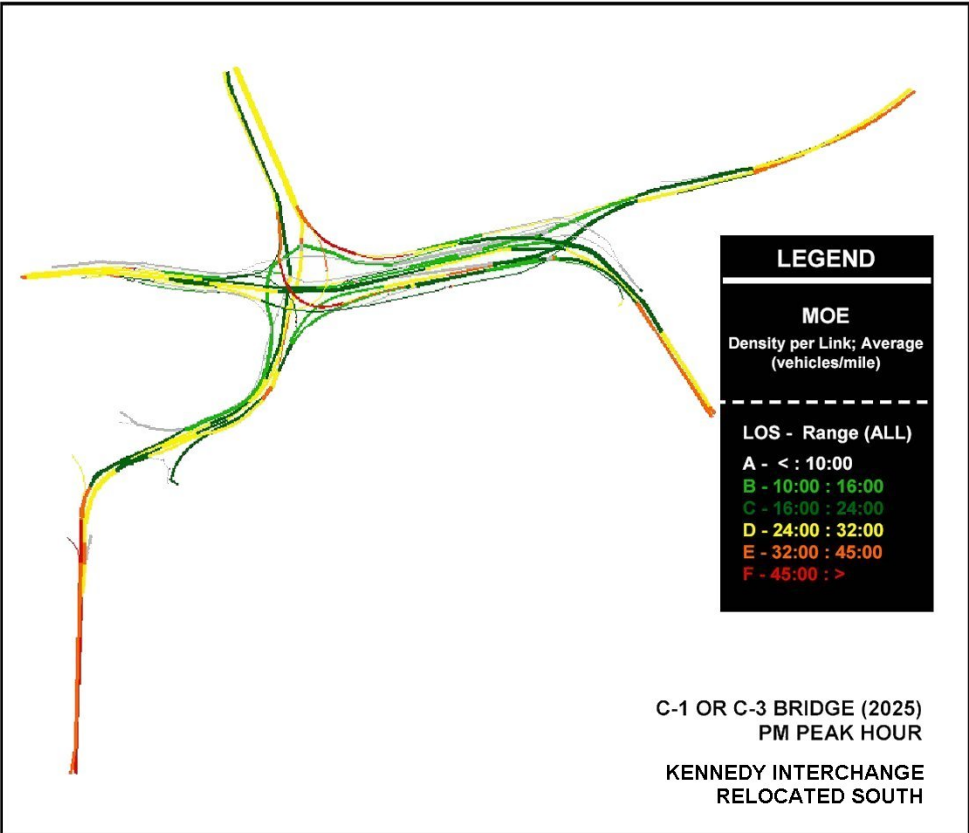 LEGEND
MOE
Density per Link; Average
(vehicles/mile)
LOS - Range (ALL)
A - < : 10:00
B - 10:00 : 16:00
C - 16:00 : 24:00
D - 24:00 : 32:00
E - 32:00 : 45:00
F - 45:00 : >
C-1 OR C-3 BRIDGE (2025)
PM PEAK HOUR
KENNEDY INTERCHANGE
RELOCATED SOUTH